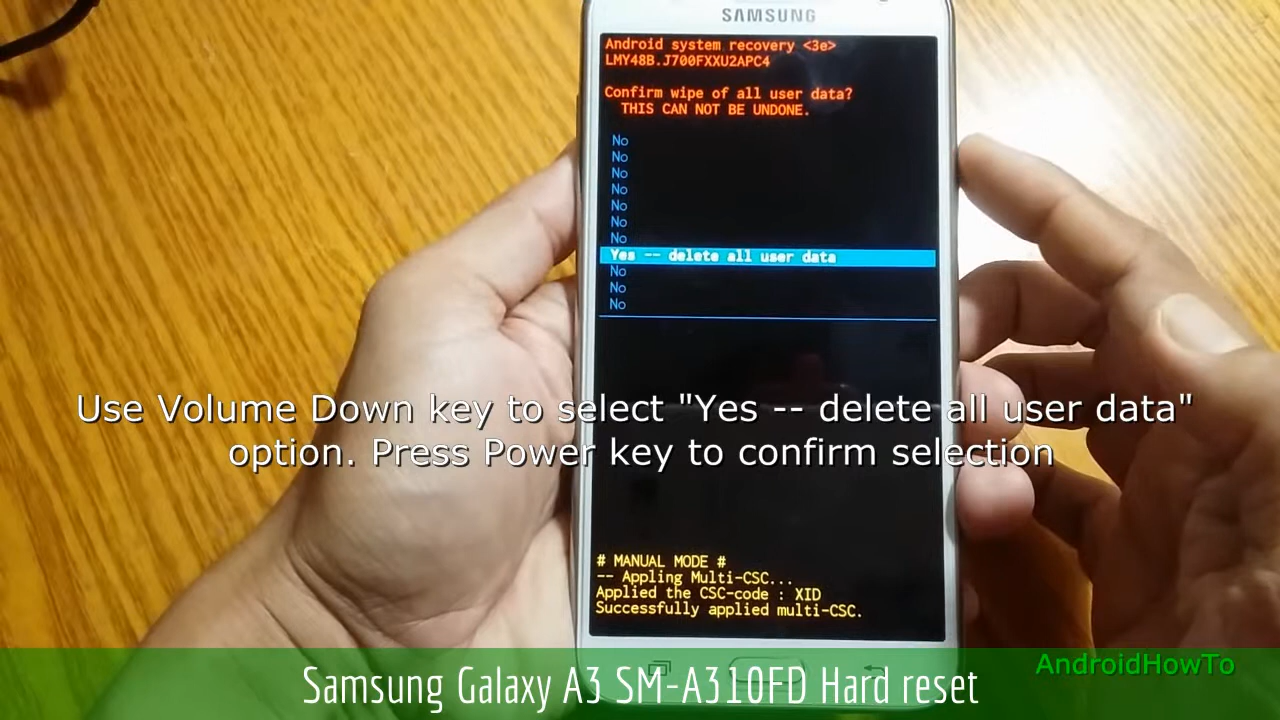 SAMSUNG
Android system recovery <3e>
LMY48B.J700FXXU2APC4
Confirm wipe of all user data?
THIS CAN NOT BE UNDONE.
No
No
No
No
No
No
No
Yes -- delete all user data
No
No
No
Use Volume Down key to select "Yes -- delete all user data"
option. Press Power key to confirm selection
# MANUAL MODE #
-- Appling Multi-CSC...
Applied the CSC-code : XID
Successfully applied multi-CSC.
AndroidHowTo
Samsung Galaxy A3 SM-A310FD Hard reset